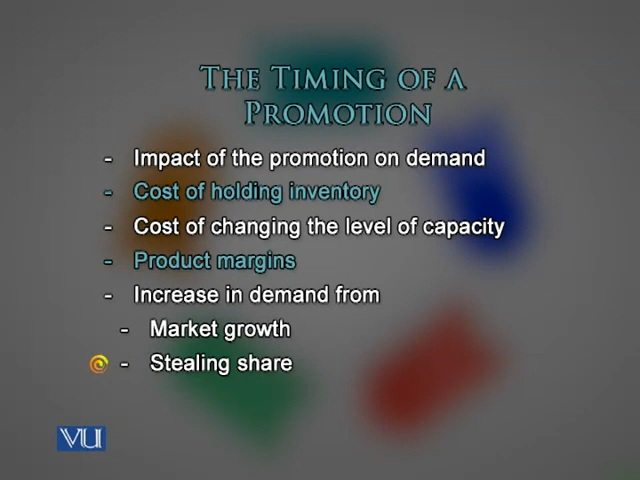 THE TIMING OF A
PROMOTION
- Impact of the promotion on demand
- Cost of holding inventory
- Cost of changing the level of capacity
- Product margins
- Increase in demand from
- Market growth
- Stealing share
VU